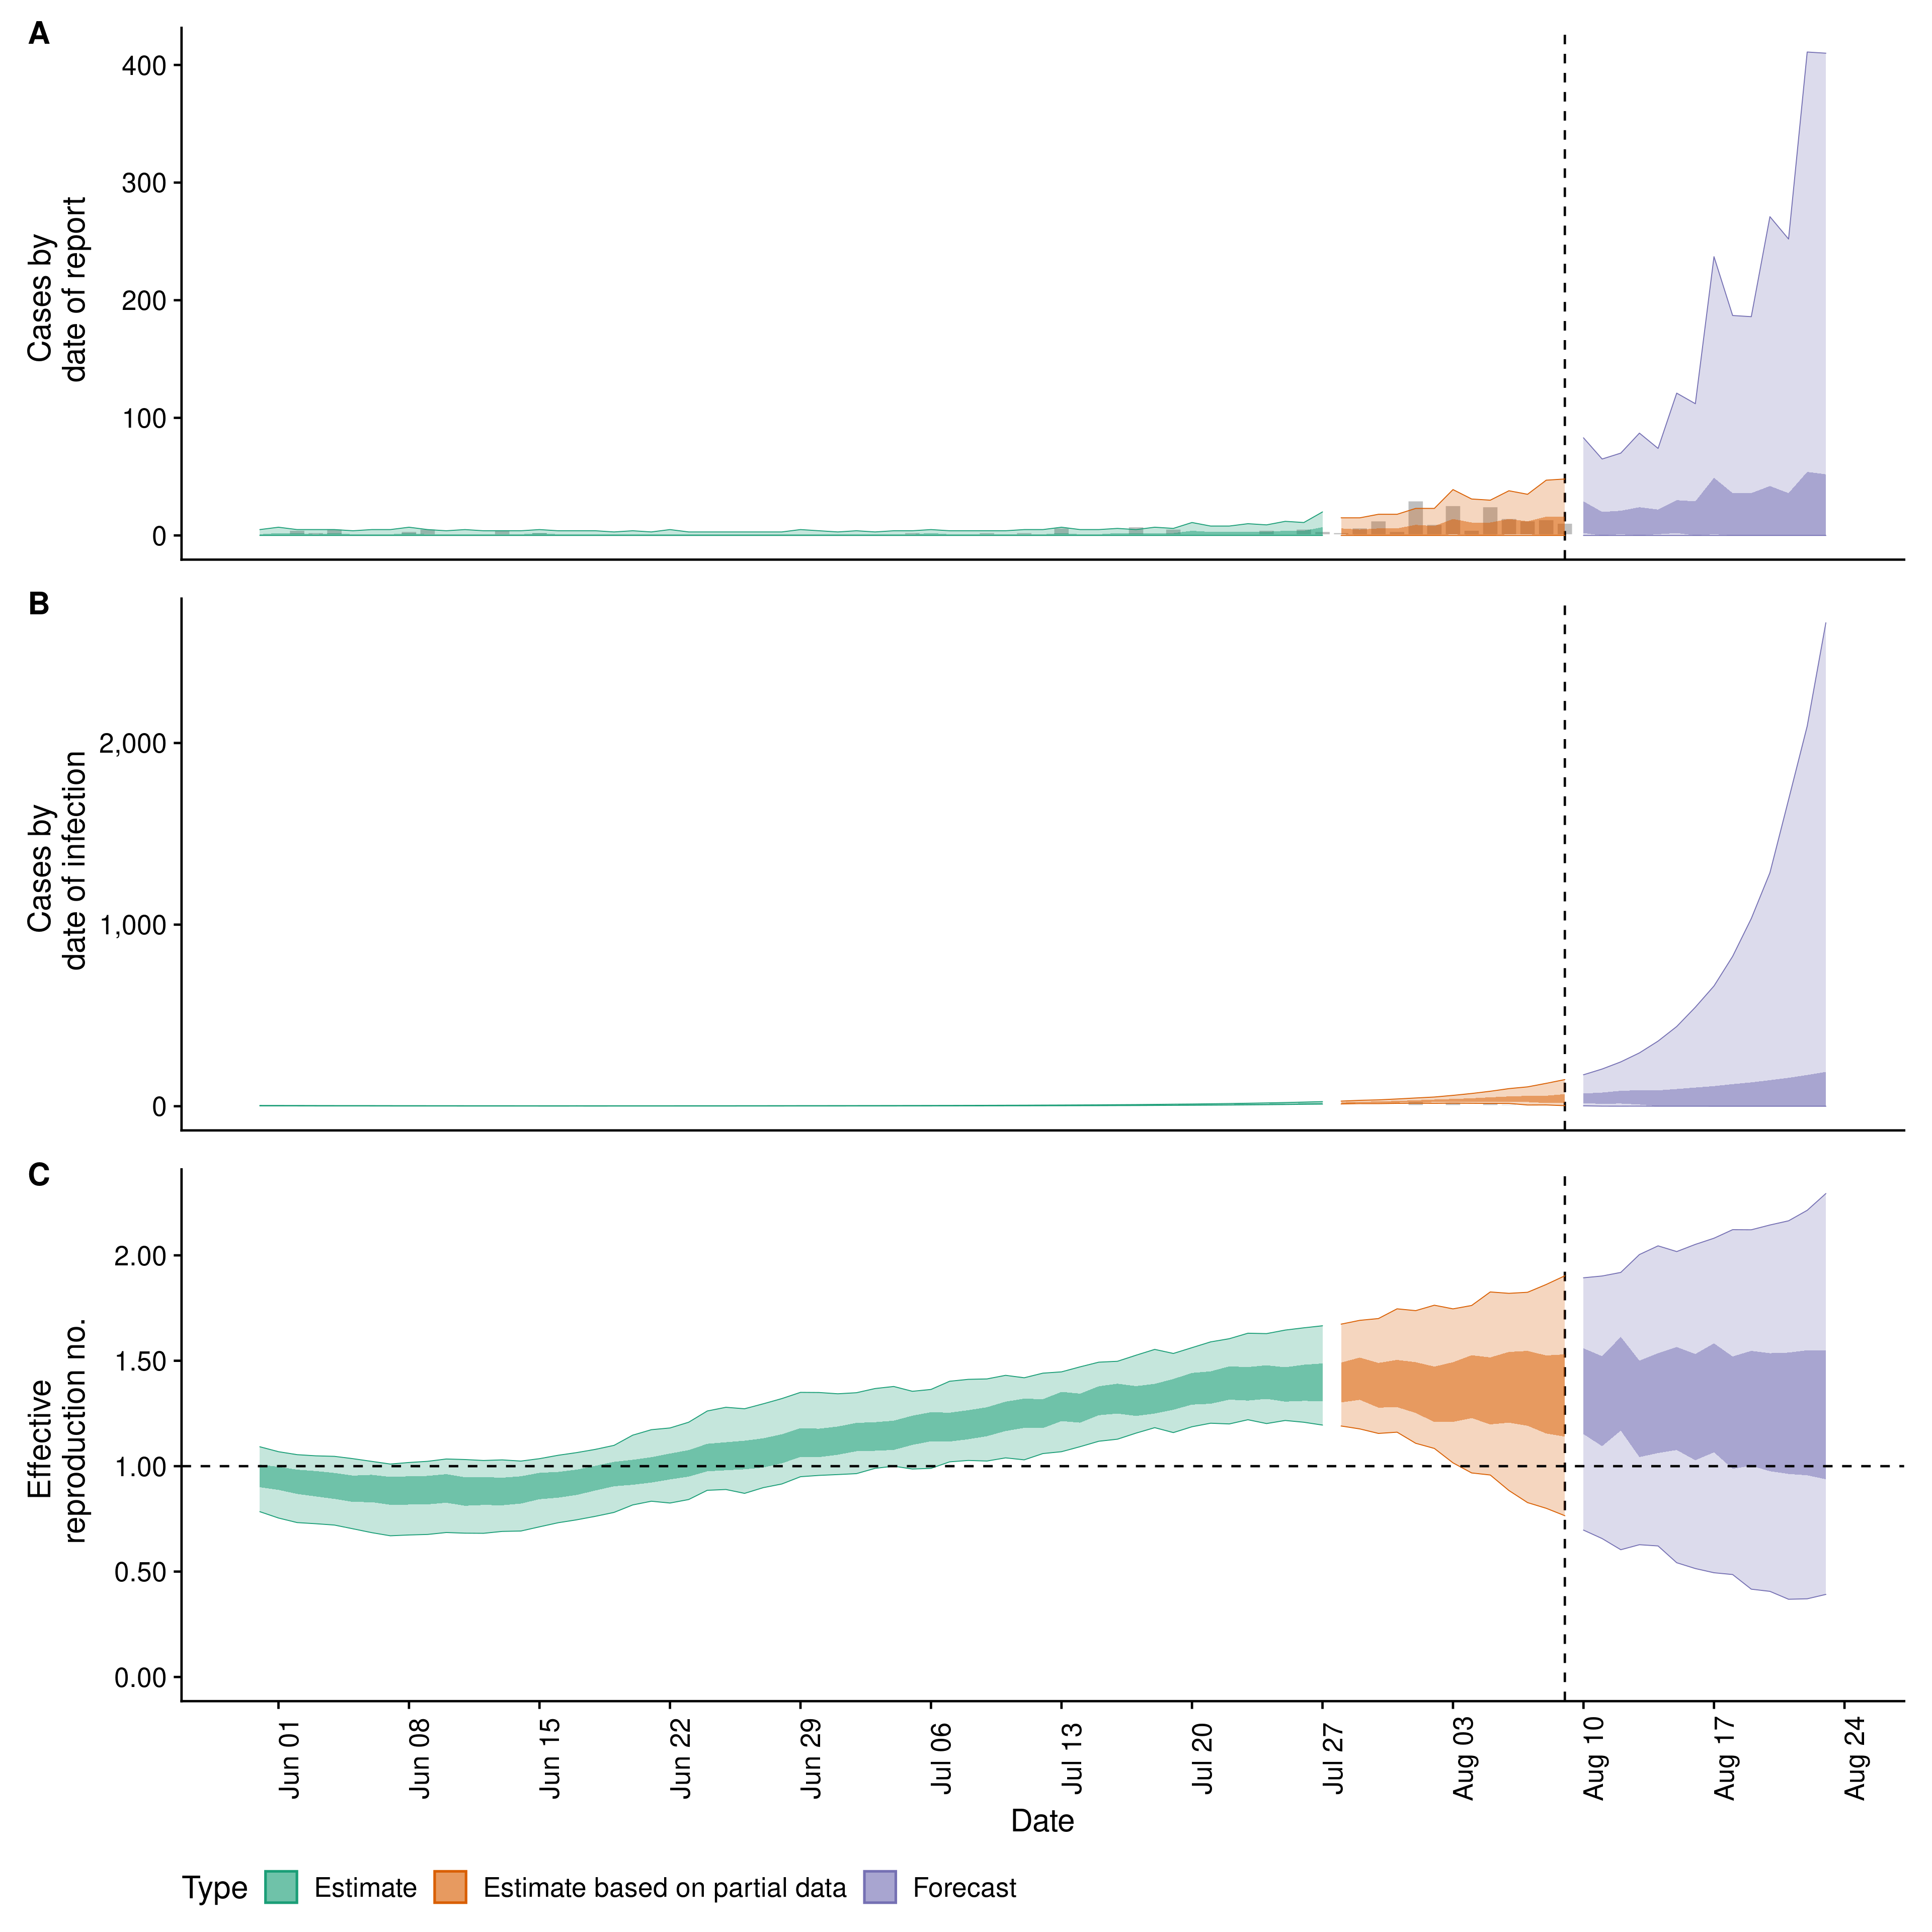 A
400
300
200
100
0
Cases by
date of report
B
2,000
1,000
0
Cases by
date of infection
C
2.00
1.50
1.00
0.50
0.00
Effective
reproduction no.
Jun 01
Jun 08
Jun 15
Jun 22
Jun 29
Jul 06
Jul 13
Jul 20
Jul 27
Aug 03
Aug 10
Aug 17
Aug 24
Date
Type Estimate Estimate based on partial data Forecast